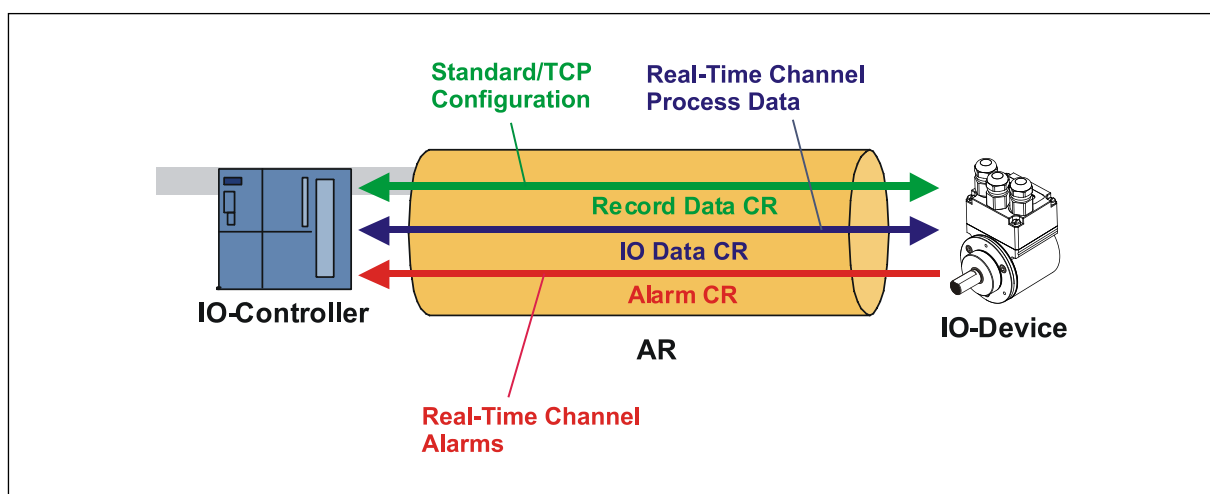 Standard/TCP
Configuration
Real-Time Channel
Process Data
Record Data CR
IO Data CR
Alarm CR
IO-Controller
IO-Device
AR
Real-Time Channel
Alarms